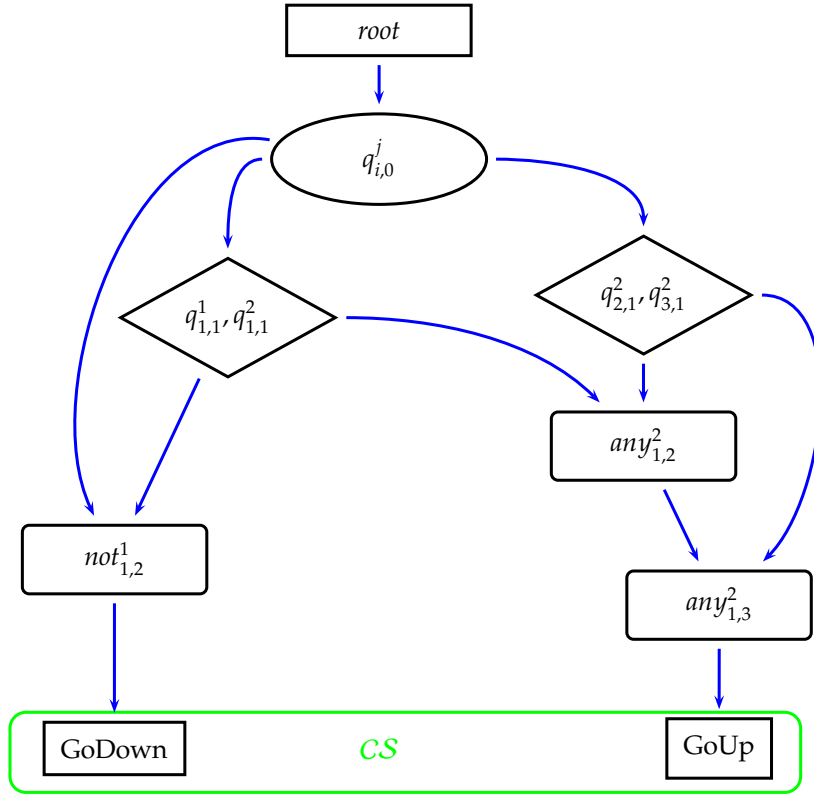 root
q^j_{i,0}
q^2_{2,1}, q^2_{3,1}
q^1_{1,1}, q^2_{1,1}
any^2_{1,2}
not^1_{1,2}
any^2_{1,3}
GoDown CS GoUp